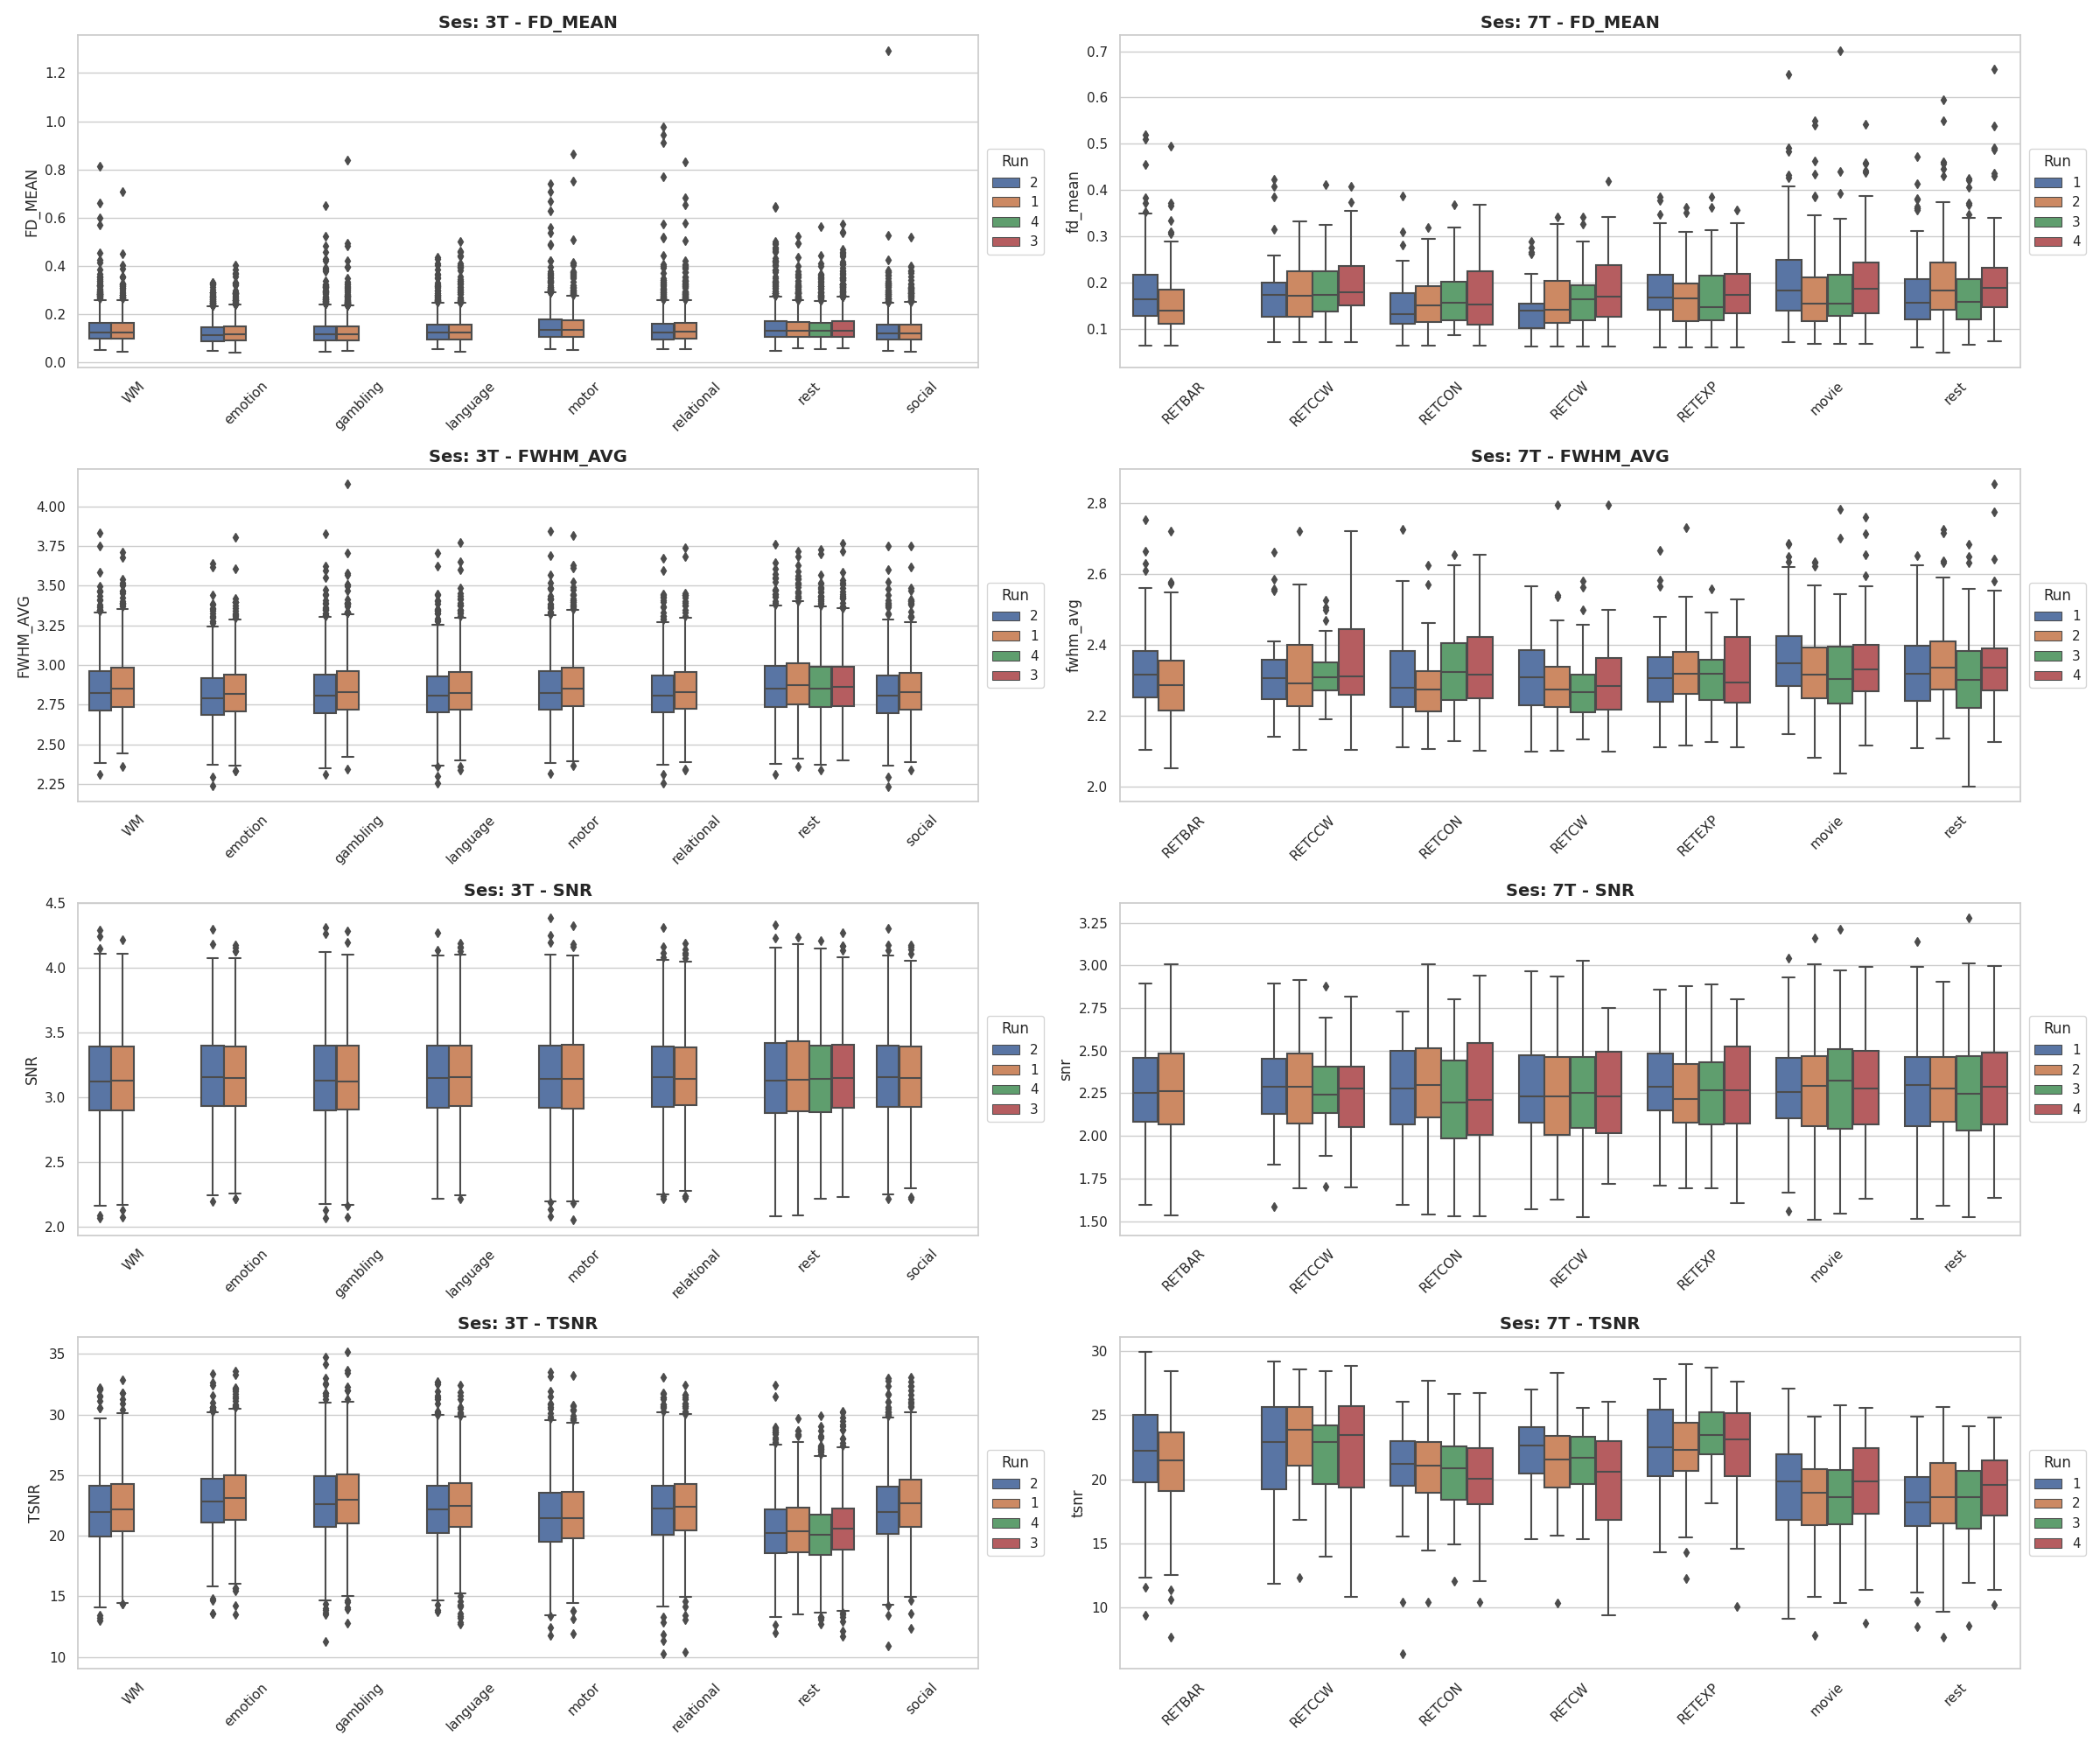 Ses: 3T - FD_MEAN
FD_MEAN
1.2
1.0
0.8
0.6
0.4
0.2
0.0
WM
emotion
gambling
language
motor
relational
rest
social
Run
2
1
4
3
Ses: 7T - FD_MEAN
fd_mean
0.7
0.6
0.5
0.4
0.3
0.2
0.1
RETBAR
RETCCW
RETCON
RETCW
RETEXP
movie
rest
Run
1
2
3
4
Ses: 3T - FWHM_AVG
FWHM_AVG
4.00
3.75
3.50
3.25
3.00
2.75
2.50
2.25
WM
emotion
gambling
language
motor
relational
rest
social
Run
2
1
4
3
Ses: 7T - FWHM_AVG
fwhm_avg
2.8
2.6
2.4
2.2
2.0
RETBAR
RETCCW
RETCON
RETCW
RETEXP
movie
rest
Run
1
2
3
4
Ses: 3T - SNR
SNR
4.5
4.0
3.5
3.0
2.5
2.0
WM
emotion
gambling
language
motor
relational
rest
social
Run
2
1
4
3
Ses: 7T - SNR
snr
3.25
3.00
2.75
2.50
2.25
2.00
1.75
1.50
RETBAR
RETCCW
RETCON
RETCW
RETEXP
movie
rest
Run
1
2
3
4
Ses: 3T - TSNR
TSNR
35
30
25
20
15
10
WM
emotion
gambling
language
motor
relational
rest
social
Run
2
1
4
3
Ses: 7T - TSNR
tsnr
30
25
20
15
10
RETBAR
RETCCW
RETCON
RETCW
RETEXP
movie
rest
Run
1
2
3
4